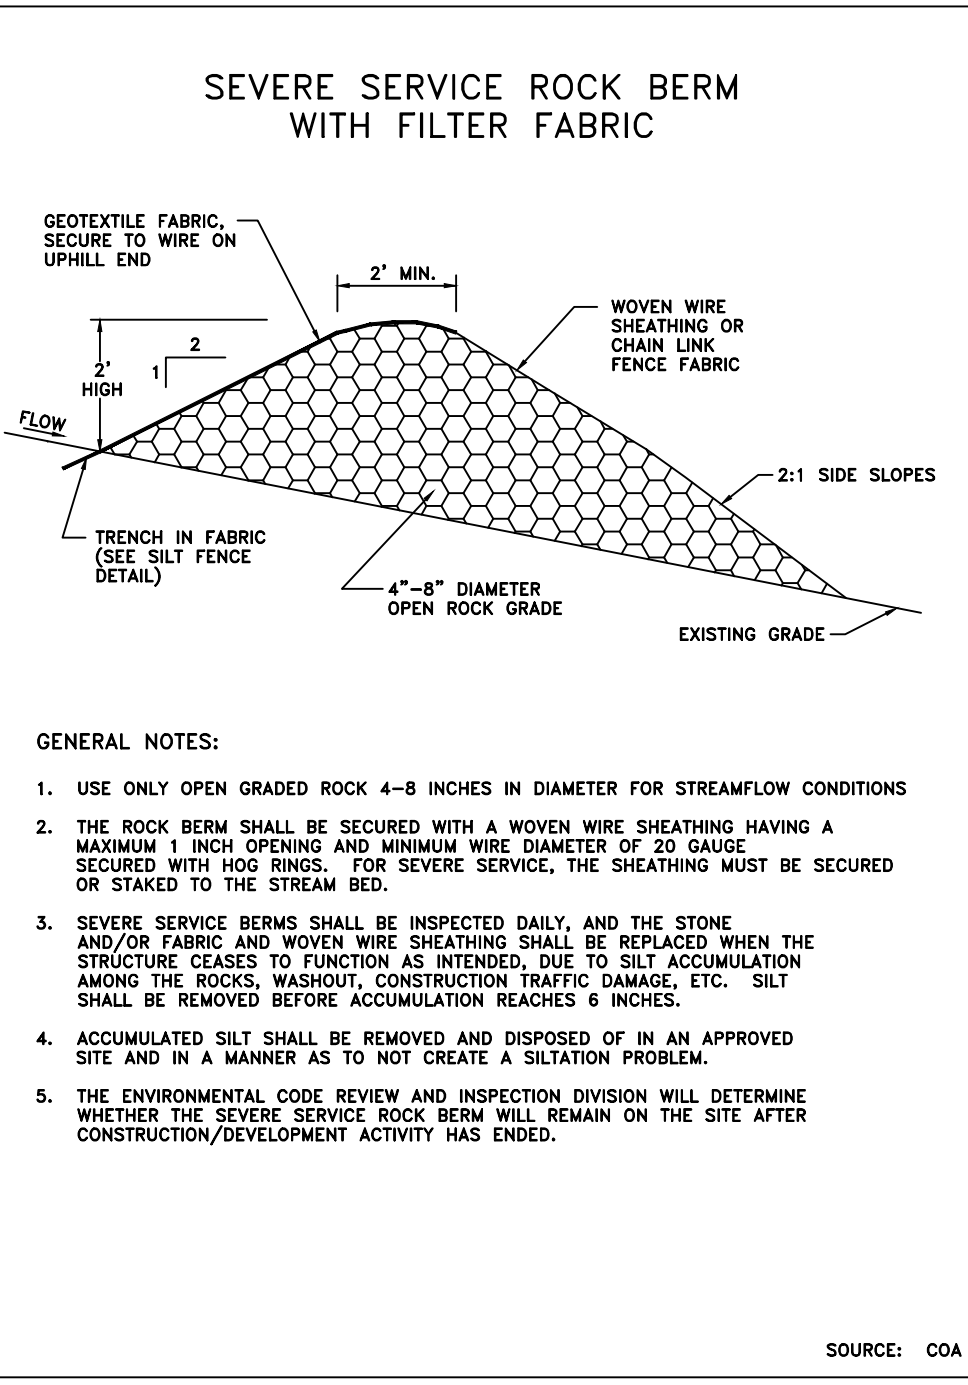 SEVERE SERVICE ROCK BERM
WITH FILTER FABRIC
GEOTEXTILE FABRIC,
SECURE TO WIRE ON
UPHILL END
2' MIN.
WOVEN WIRE
SHEATHING OR
CHAIN LINK
FENCE FABRIC
2
1
2'
HIGH
FLOW
2:1 SIDE SLOPES
TRENCH IN FABRIC
(SEE SILT FENCE
DETAIL)
4"-8" DIAMETER
OPEN ROCK GRADE
EXISTING GRADE
GENERAL NOTES:
1. USE ONLY OPEN GRADED ROCK 4-8 INCHES IN DIAMETER FOR STREAMFLOW CONDITIONS
2. THE ROCK BERM SHALL BE SECURED WITH A WOVEN WIRE SHEATHING HAVING A
MAXIMUM 1 INCH OPENING AND MINIMUM WIRE DIAMETER OF 20 GAUGE
SECURED WITH HOG RINGS. FOR SEVERE SERVICE, THE SHEATHING MUST BE SECURED
OR STAKED TO THE STREAM BED.
3. SEVERE SERVICE BERMS SHALL BE INSPECTED DAILY, AND THE STONE
AND/OR FABRIC AND WOVEN WIRE SHEATHING SHALL BE REPLACED WHEN THE
STRUCTURE CEASES TO FUNCTION AS INTENDED, DUE TO SILT ACCUMULATION
AMONG THE ROCKS, WASHOUT, CONSTRUCTION TRAFFIC DAMAGE, ETC. SILT
SHALL BE REMOVED BEFORE ACCUMULATION REACHES 6 INCHES.
4. ACCUMULATED SILT SHALL BE REMOVED AND DISPOSED OF IN AN APPROVED
SITE AND IN A MANNER AS TO NOT CREATE A SILTATION PROBLEM.
5. THE ENVIRONMENTAL CODE REVIEW AND INSPECTION DIVISION WILL DETERMINE
WHETHER THE SEVERE SERVICE ROCK BERM WILL REMAIN ON THE SITE AFTER
CONSTRUCTION/DEVELOPMENT ACTIVITY HAS ENDED.
SOURCE: COA